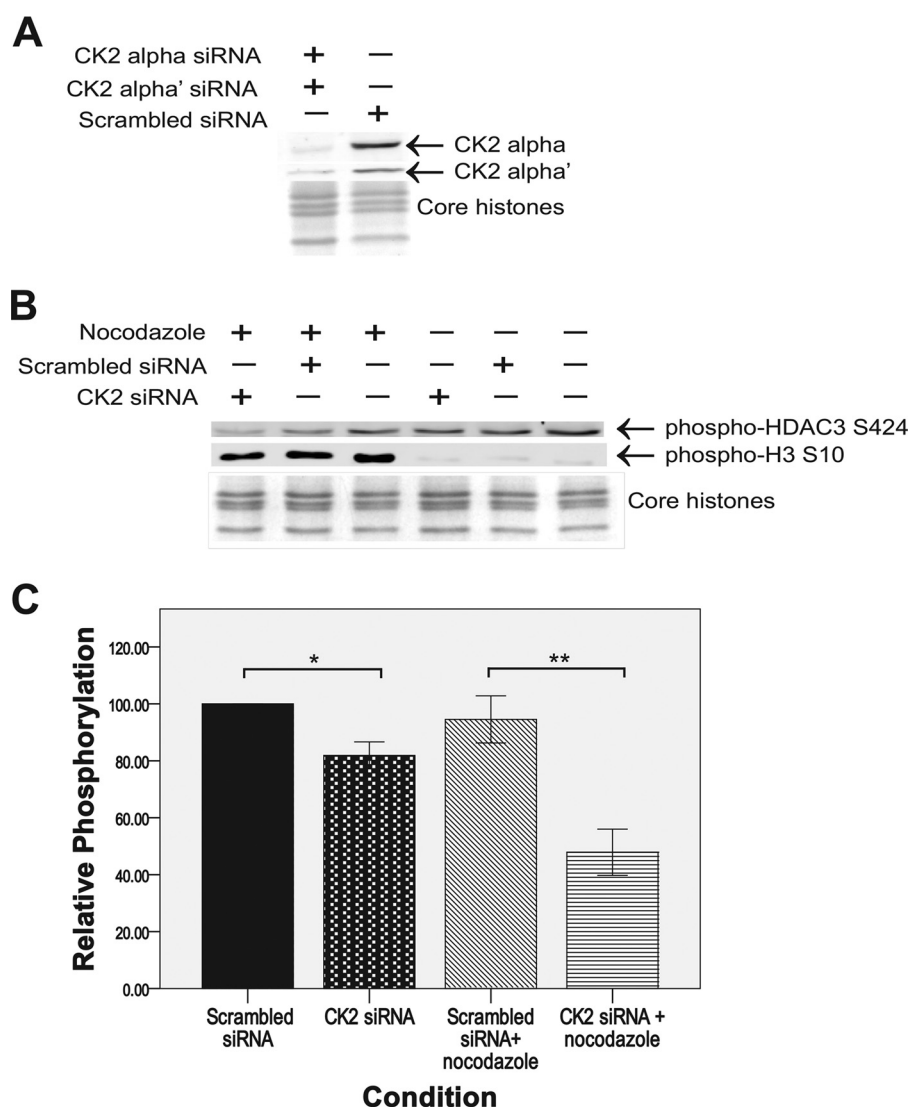 A
CK2 alpha siRNA + —
CK2 alpha' siRNA + —
Scrambled siRNA — +
CK2 alpha
CK2 alpha'
Core histones
B
Nocodazole + + + — — —
Scrambled siRNA — + — — + —
CK2 siRNA + — — + — —
phospho-HDAC3 S424
phospho-H3 S10
Core histones
C
Relative Phosphorylation
120.00
100.00
80.00
60.00
40.00
20.00
0.00
*
**
Scrambled
siRNA
CK2 siRNA
Scrambled
siRNA+
nocodazole
CK2 siRNA +
nocodazole
Condition